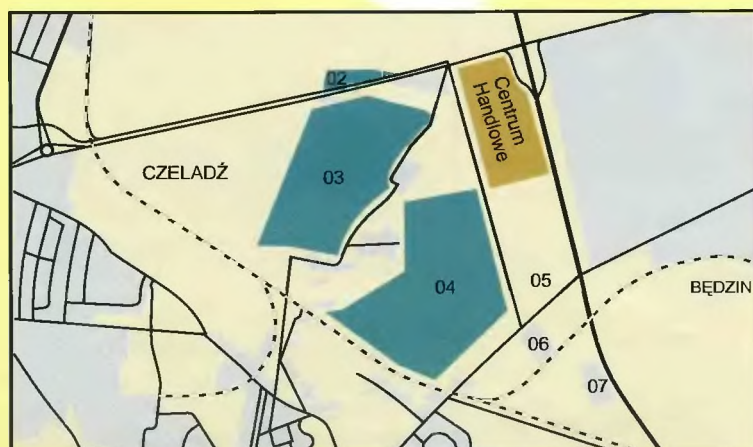 02
Centrum
Handlowe
CZELADŹ
03
04
05
BĘDZIN
06
07